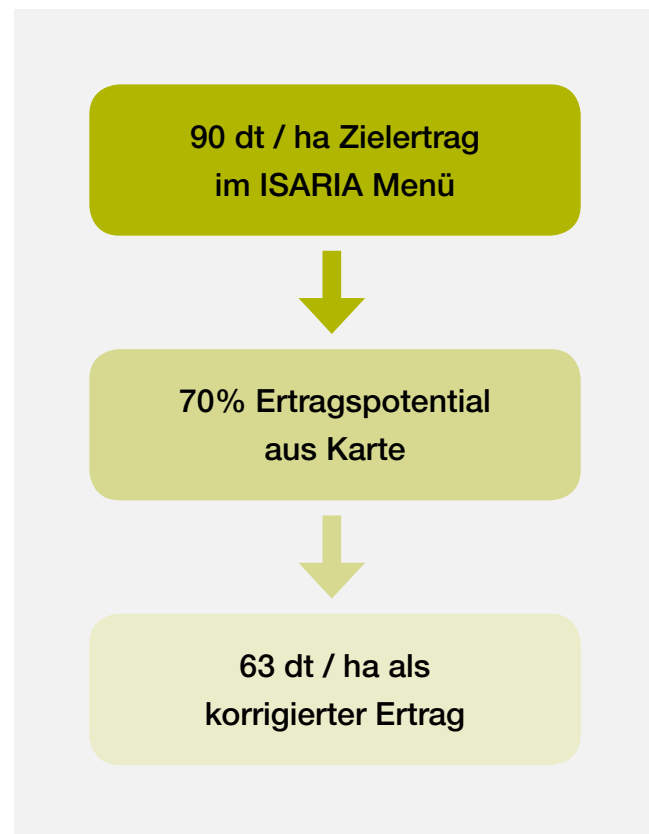 90 dt / ha Zielertrag
im ISARIA Menü
70% Ertragspotential
aus Karte
63 dt / ha als
korrigierter Ertrag